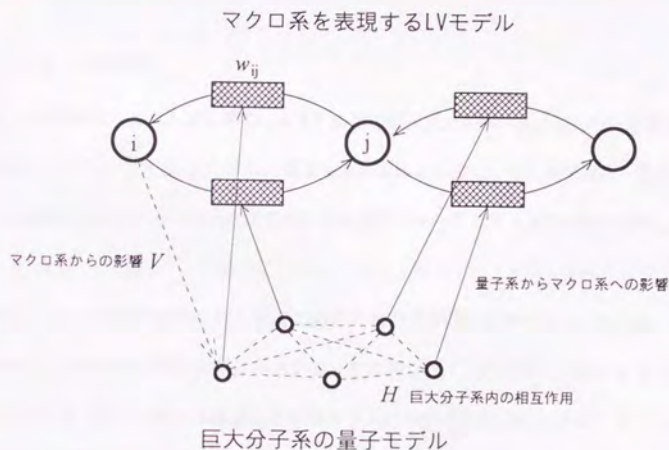 マクロ系を表現するLVモデル
w_ij
i
j
マクロ系からの影響 V
量子系からマクロ系への影響
H 巨大分子系内の相互作用
巨大分子系の量子モデル